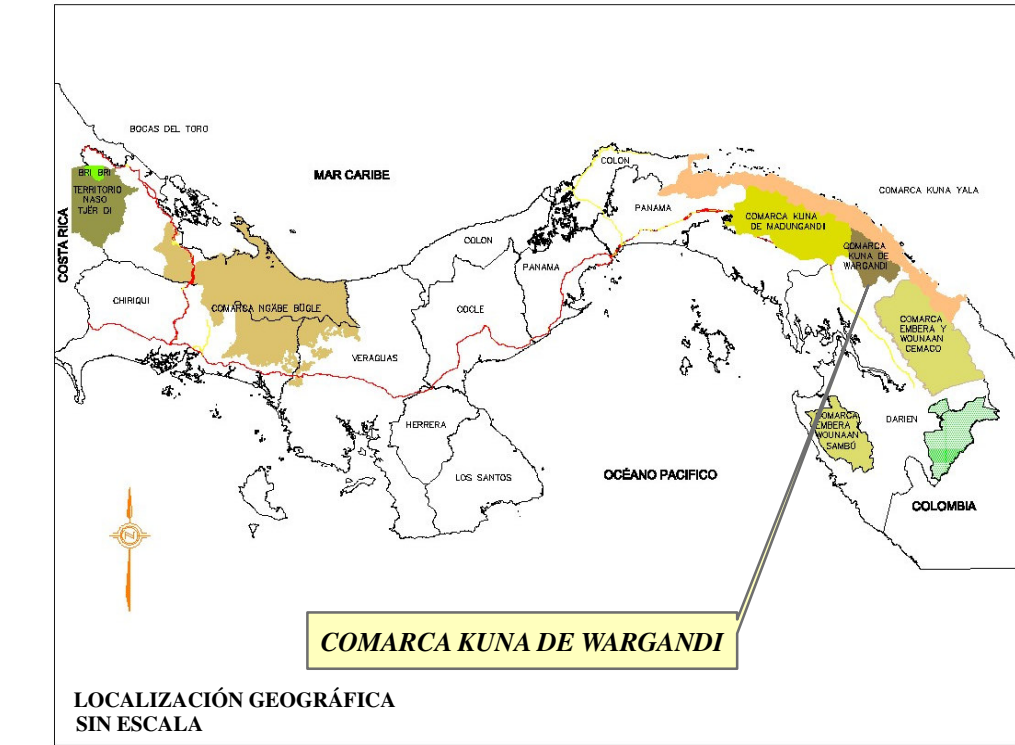 BOCAS DEL TORO
MAR CARIBE
COLON
BRI BRI
TERRITORIO
NASO
TJËR DI
COMARCA KUNA YALA
PANAMA
COMARCA KUNA
DE MADUNGANDI
COSTA RICA
COLON
COMARCA
KUNA DE
WARGANDI
PANAMA
CHIRIQUI
COMARCA NGÄBE BÜGLE
COCLE
COMARCA
EMBERA Y
WOUNAAN
CEMACO
VERAGUAS
HERRERA
COMARCA
EMBERA Y
WOUNAAN
SAMBÚ
DARIEN
LOS SANTOS
OCÉANO PACIFICO
COLOMBIA
N
COMARCA KUNA DE WARGANDI
LOCALIZACIÓN GEOGRÁFICA
SIN ESCALA